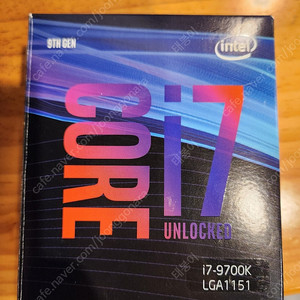 9TH GEN
intel
CORE
i7
UNLOCKED
i7-9700K
LGA1151